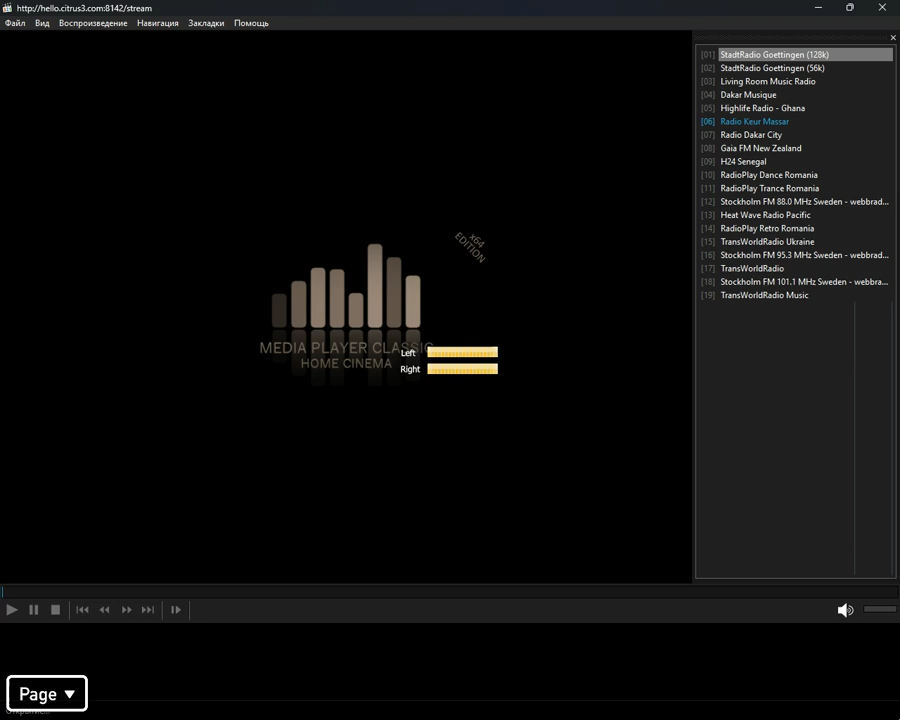 http://hello.citrus3.com:8142/stream
Файл Вид Воспроизведение Навигация Закладки Помощь
[01] StadtRadio Goettingen (128k)
[02] StadtRadio Goettingen (56k)
[03] Living Room Music Radio
[04] Dakar Musique
[05] Highlife Radio - Ghana
[06] Radio Keur Massar
[07] Radio Dakar City
[08] Gaia FM New Zealand
[09] H24 Senegal
[10] RadioPlay Dance Romania
[11] RadioPlay Trance Romania
[12] Stockholm FM 88.0 MHz Sweden - webbrad...
[13] Heat Wave Radio Pacific
[14] RadioPlay Retro Romania
[15] TransWorldRadio Ukraine
[16] Stockholm FM 95.3 MHz Sweden - webbrad...
[17] TransWorldRadio
[18] Stockholm FM 101.1 MHz Sweden - webbra...
[19] TransWorldRadio Music
x64
EDITION
MEDIA PLAYER CLASSIC
HOME CINEMA
Left
Right
Page ▼